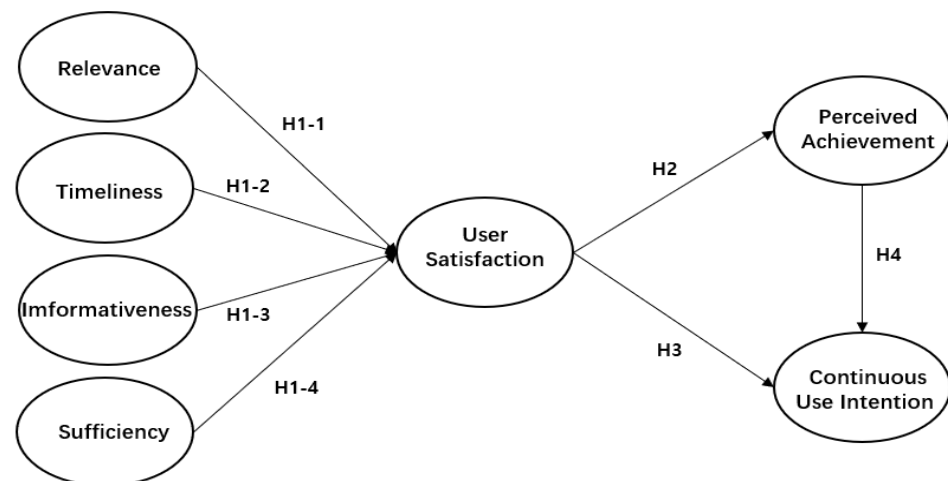 Relevance
H1-1
Timeliness
H1-2
Imformativeness
H1-3
Sufficiency
H1-4
User
Satisfaction
H2
H3
Perceived
Achievement
H4
Continuous
Use Intention